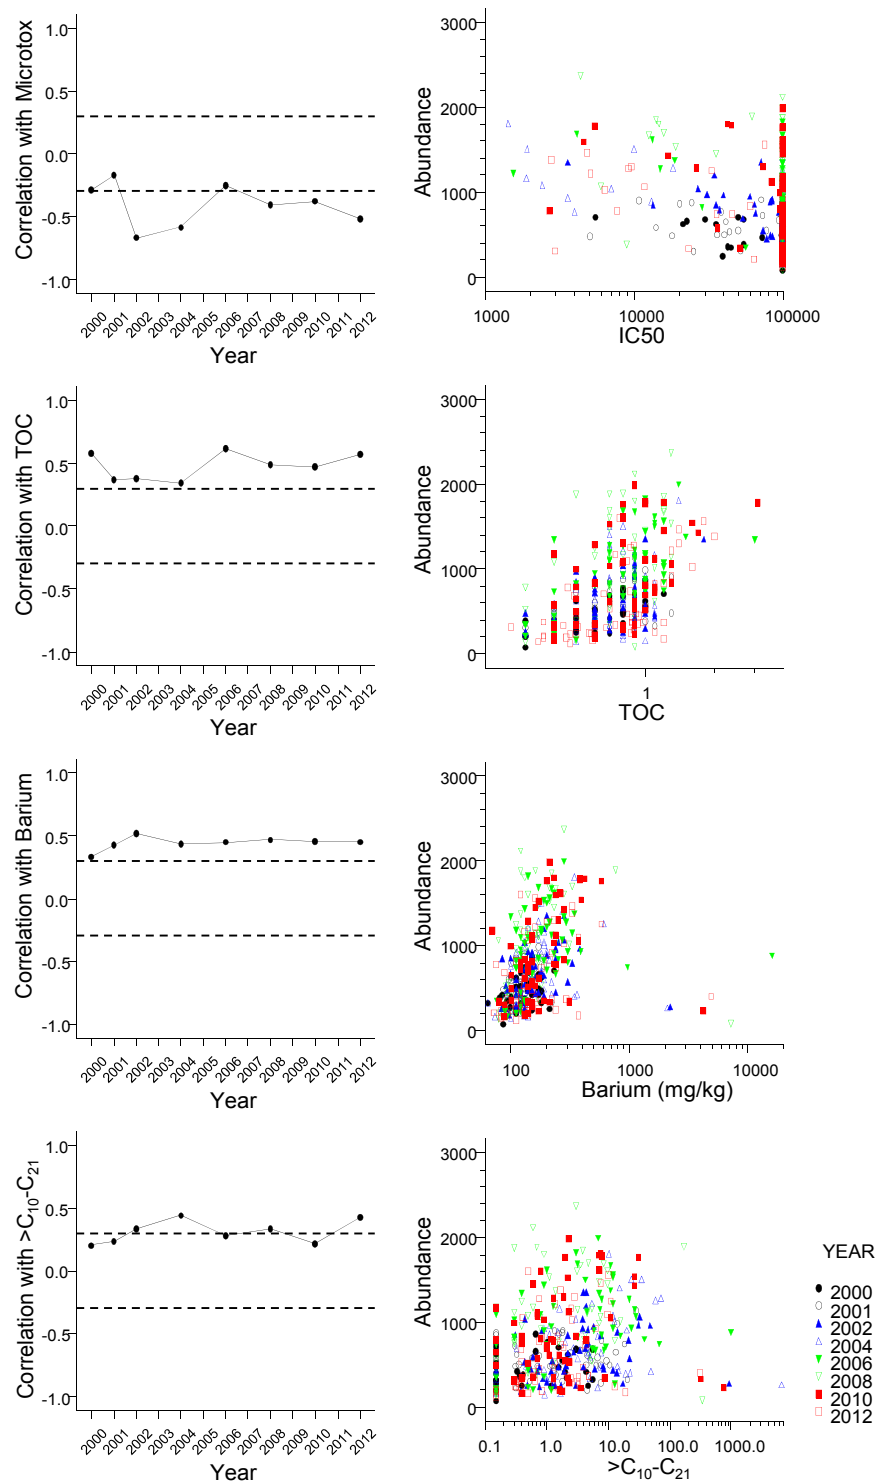 Correlation with Microtox
1.0
0.5
0.0
-0.5
-1.0
2000 2001 2002 2003 2004 2005 2006 2007 2008 2009 2010 2011 2012
Year
Abundance
3000
2000
1000
0
1000 10000 100000
IC50
Correlation with TOC
1.0
0.5
0.0
-0.5
-1.0
2000 2001 2002 2003 2004 2005 2006 2007 2008 2009 2010 2011 2012
Year
Abundance
3000
2000
1000
0
1
TOC
Correlation with Barium
1.0
0.5
0.0
-0.5
-1.0
2000 2001 2002 2003 2004 2005 2006 2007 2008 2009 2010 2011 2012
Year
Abundance
3000
2000
1000
0
100 1000 10000
Barium (mg/kg)
Correlation with >C10-C21
1.0
0.5
0.0
-0.5
-1.0
2000 2001 2002 2003 2004 2005 2006 2007 2008 2009 2010 2011 2012
Year
Abundance
3000
2000
1000
0
0.1 1.0 10.0 100.0 1000.0
>C10-C21
YEAR
2000
2001
2002
2004
2006
2008
2010
2012